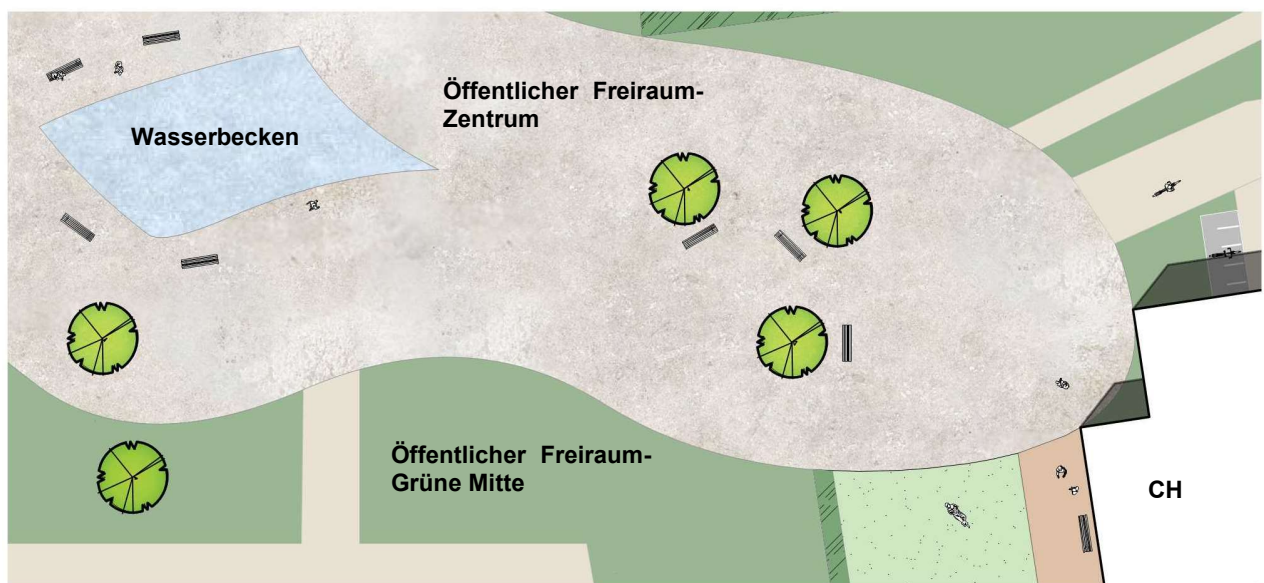 Öffentlicher Freiraum-
Zentrum
Wasserbecken
Öffentlicher Freiraum-
Grüne Mitte
CH